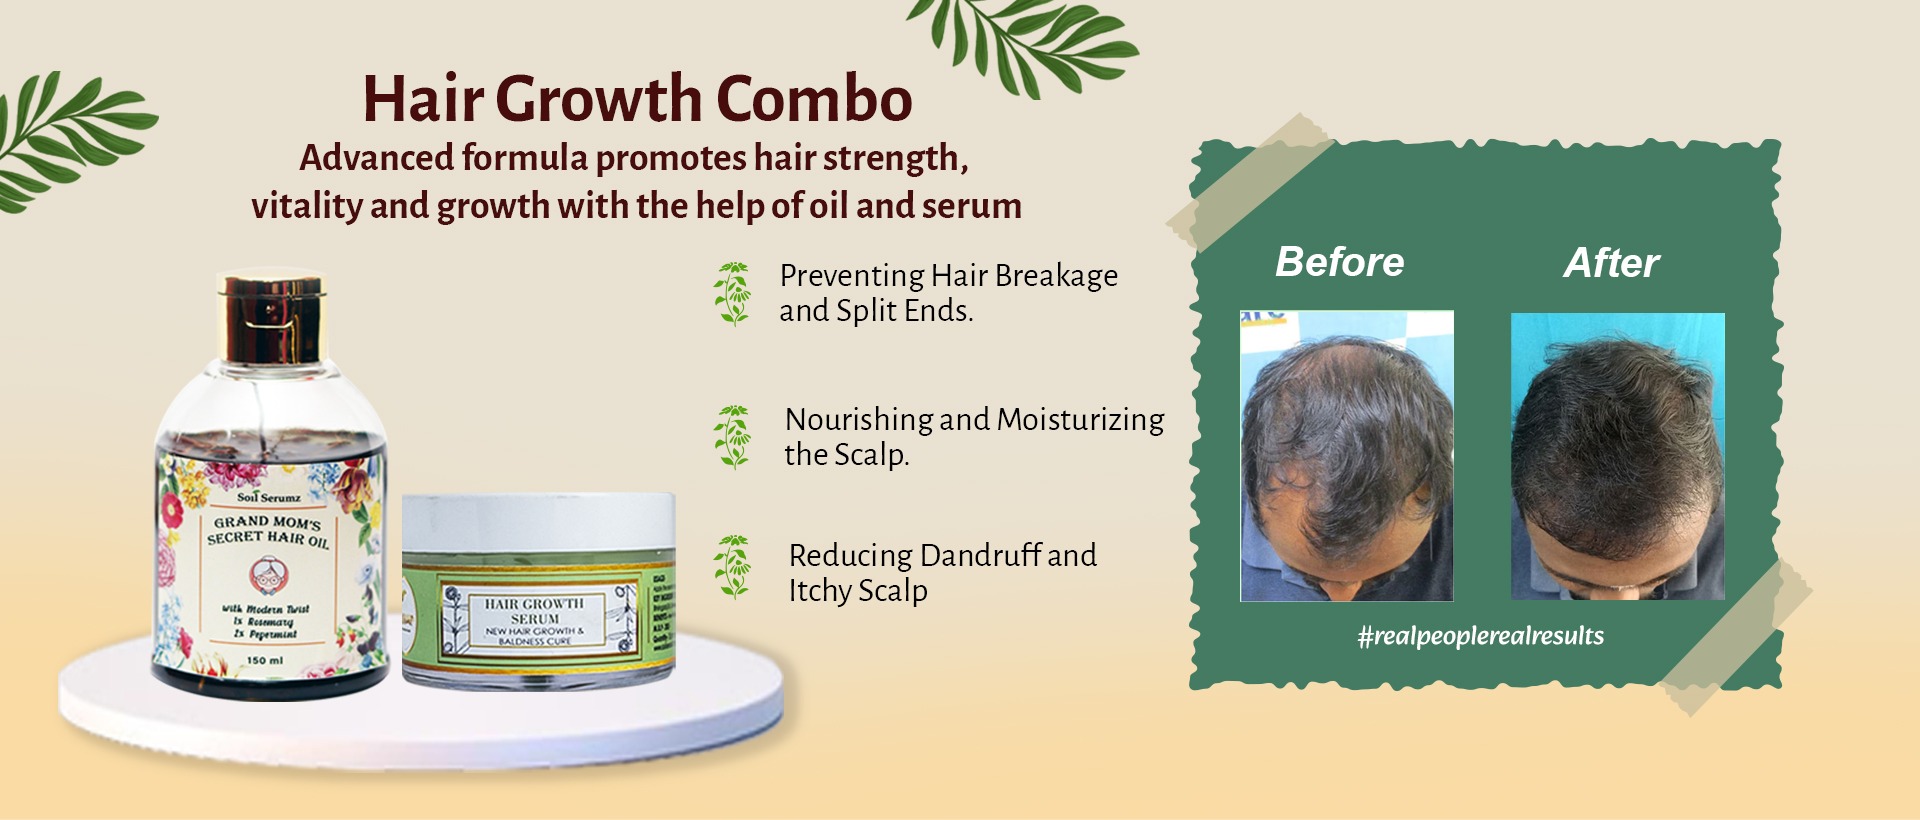 Hair Growth Combo
Advanced formula promotes hair strength,
vitality and growth with the help of oil and serum
Preventing Hair Breakage
and Split Ends.
Nourishing and Moisturizing
the Scalp.
Reducing Dandruff and
Itchy Scalp
Soil Serumz
GRAND MOM'S
SECRET HAIR OIL
with Modern Twist
1x Rosemary
2x Pepermint
150 ml
HAIR GROWTH
SERUM
NEW HAIR GROWTH &
BALDNESS CURE
Before
After
#realpeoplerealresults